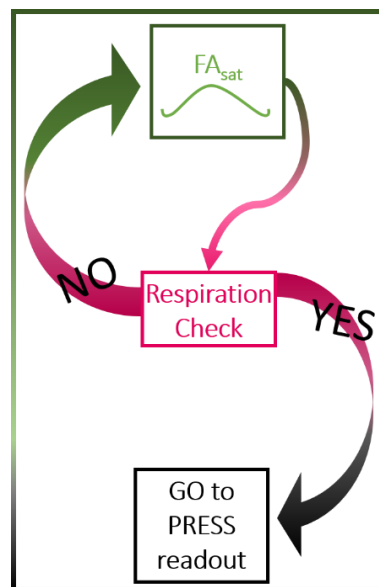 FAsat
NO
Respiration
Check
YES
GO to
PRESS
readout